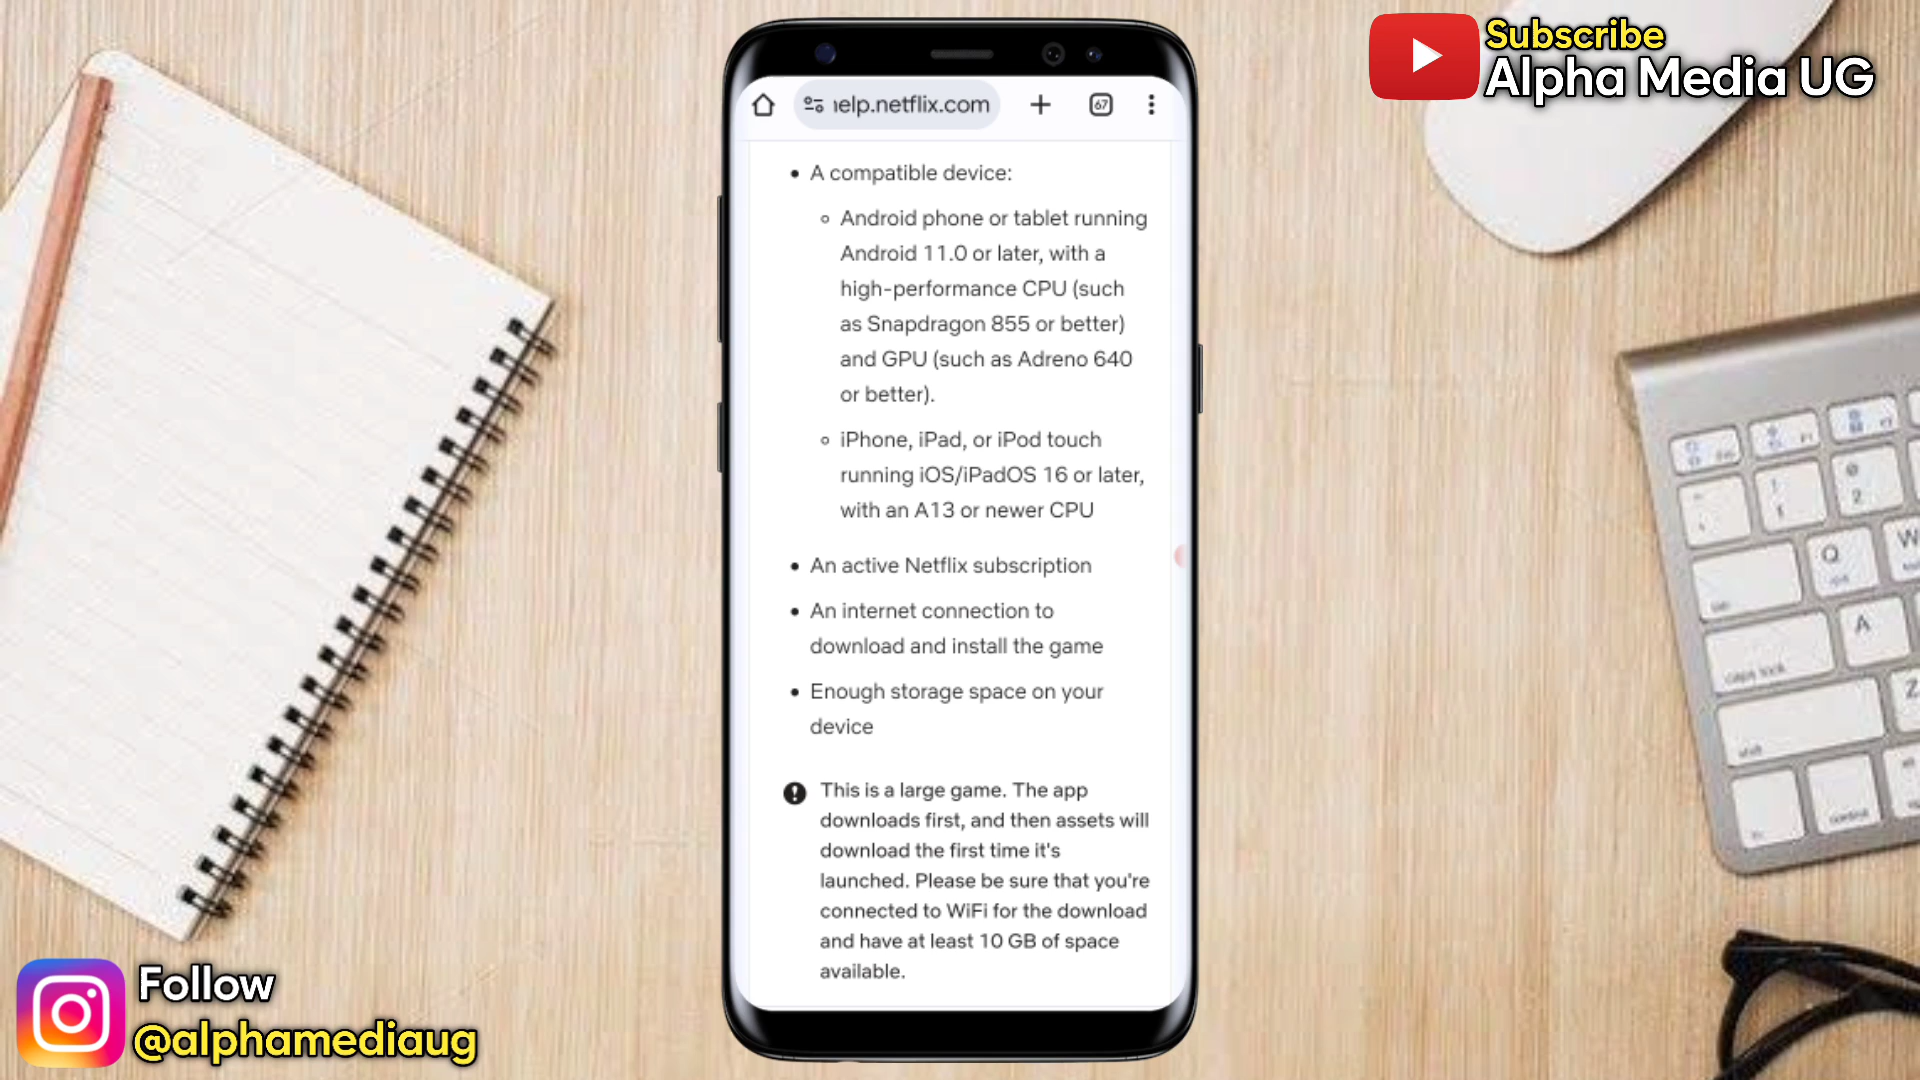 Subscribe
Alpha Media UG
help.netflix.com
67
• A compatible device:
Android phone or tablet running
Android 11.0 or later, with a
high-performance CPU (such
as Snapdragon 855 or better)
and GPU (such as Adreno 640
or better).
iPhone, iPad, or iPod touch
running iOS/iPadOS 16 or later,
with an A13 or newer CPU
• An active Netflix subscription
• An internet connection to
download and install the game
• Enough storage space on your
device
This is a large game. The app
downloads first, and then assets will
download the first time it's
launched. Please be sure that you're
connected to WiFi for the download
and have at least 10 GB of space
available.
Follow
@alphamediaug
Q
W
A
Z
caps lock
shift
control